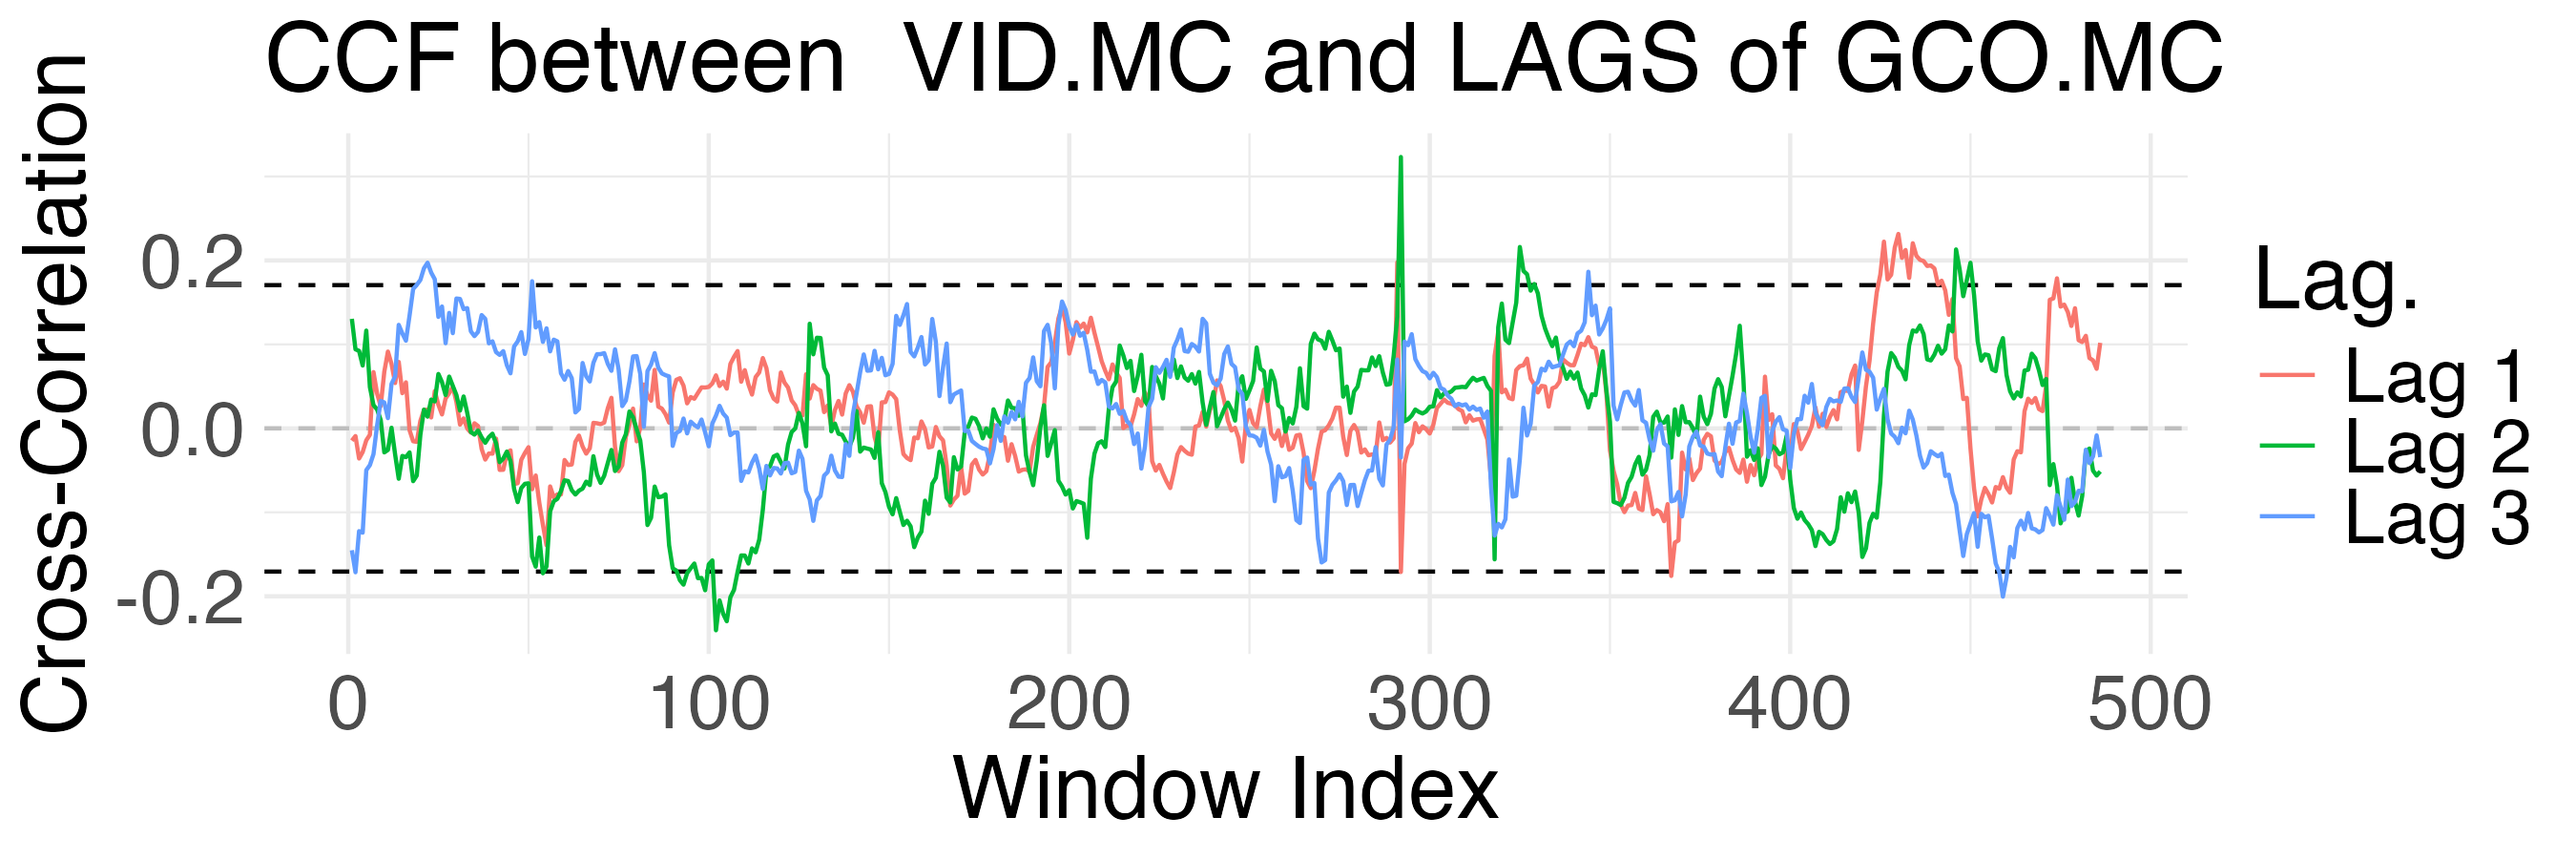 CCF between  VID.MC and LAGS of GCO.MC
Cross-Correlation
0.2
0.0
-0.2
0 100 200 300 400 500
Window Index
Lag.
Lag 1
Lag 2
Lag 3